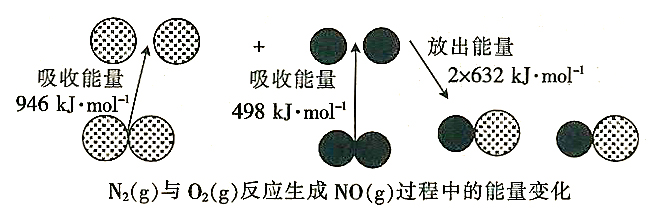 吸收能量
946 kJ·mol⁻¹
+
吸收能量
498 kJ·mol⁻¹
放出能量
2×632 kJ·mol⁻¹
N₂(g)与 O₂(g)反应生成 NO(g)过程中的能量变化